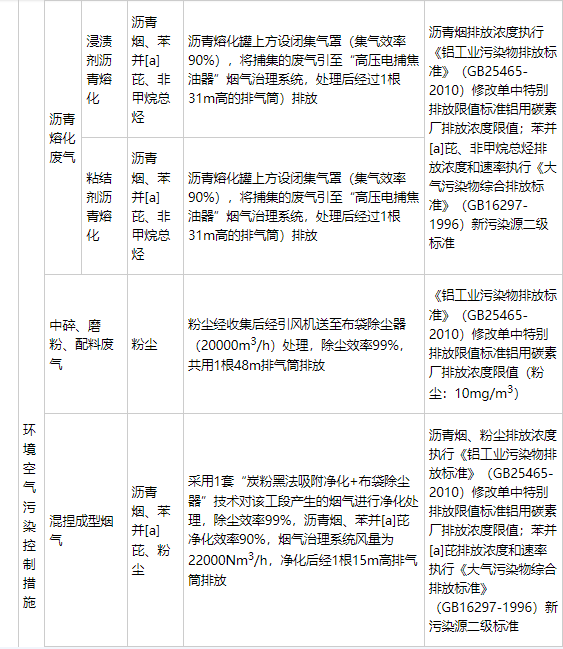 沥青熔化废气
浸渍剂沥青熔化
沥青烟、苯并[a]芘、非甲烷总烃
沥青熔化罐上方设闭集气罩（集气效率
90%），将捕集的废气引至“高压电捕焦
油器”烟气治理系统，处理后经过1根
31m高的排气筒）排放
沥青烟排放浓度执行
《铝工业污染物排放标
准》（GB25465-
2010）修改单中特别
排放限值标准铝用碳素
厂排放浓度限值；苯并
[a]芘、非甲烷总烃排
放浓度和速率执行《大
气污染物综合排放标
准》（GB16297-
1996）新污染源二级
标准
粘结剂沥青熔化
沥青烟、苯并[a]芘、非甲烷总烃
沥青熔化罐上方设闭集气罩（集气效率
90%），将捕集的废气引至“高压电捕焦
油器”烟气治理系统，处理后经过1根
31m高的排气筒）排放
环境空气污染控制措施
中碎、磨
粉、配料废
气
粉尘
粉尘经收集后经引风机送至布袋除尘器
（20000m3/h）处理，除尘效率99%，
共用1根48m排气筒排放
《铝工业污染物排放标
准》（GB25465-
2010）修改单中特别
排放限值标准铝用碳素
厂排放浓度限值（粉
尘：10mg/m3）
混捏成型烟
气
沥青
烟、苯
并[a]
芘、粉
尘
采用1套“炭粉黑法吸附净化+布袋除尘
器”技术对该工段产生的烟气进行净化处
理，除尘效率99%，沥青烟、苯并[a]芘
净化效率90%，烟气治理系统风量为
22000Nm3/h，净化后经1根15m高排气
筒排放
沥青烟、粉尘排放浓度
执行《铝工业污染物排
放标准》（GB25465-
2010）修改单中特别
排放限值标准铝用碳素
厂排放浓度限值；苯并
[a]芘排放浓度和速率
执行《大气污染物综合
排放标准》
（GB16297-1996）新
污染源二级标准